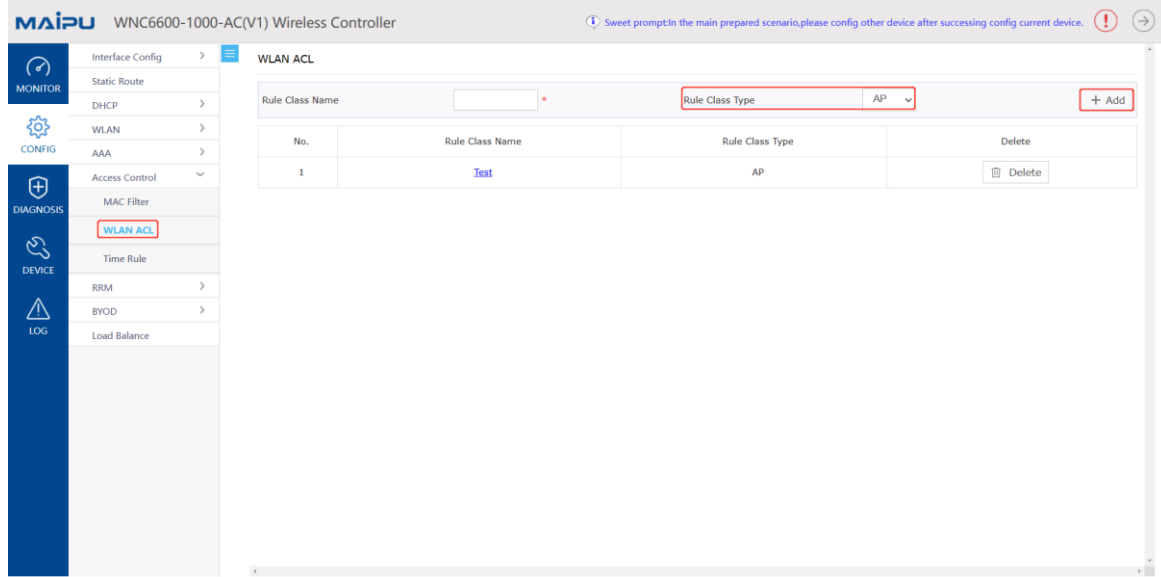 MAIPU WNC6600-1000-AC(V1) Wireless Controller
Sweet prompt:In the main prepared scenario,please config other device after successing config current device.
MONITOR
CONFIG
DIAGNOSIS
DEVICE
LOG
Interface Config
Static Route
DHCP
WLAN
AAA
Access Control
MAC Filter
WLAN ACL
Time Rule
RRM
BYOD
Load Balance
WLAN ACL
Rule Class Name * Rule Class Type AP + Add
No. Rule Class Name Rule Class Type Delete
1 Test AP Delete